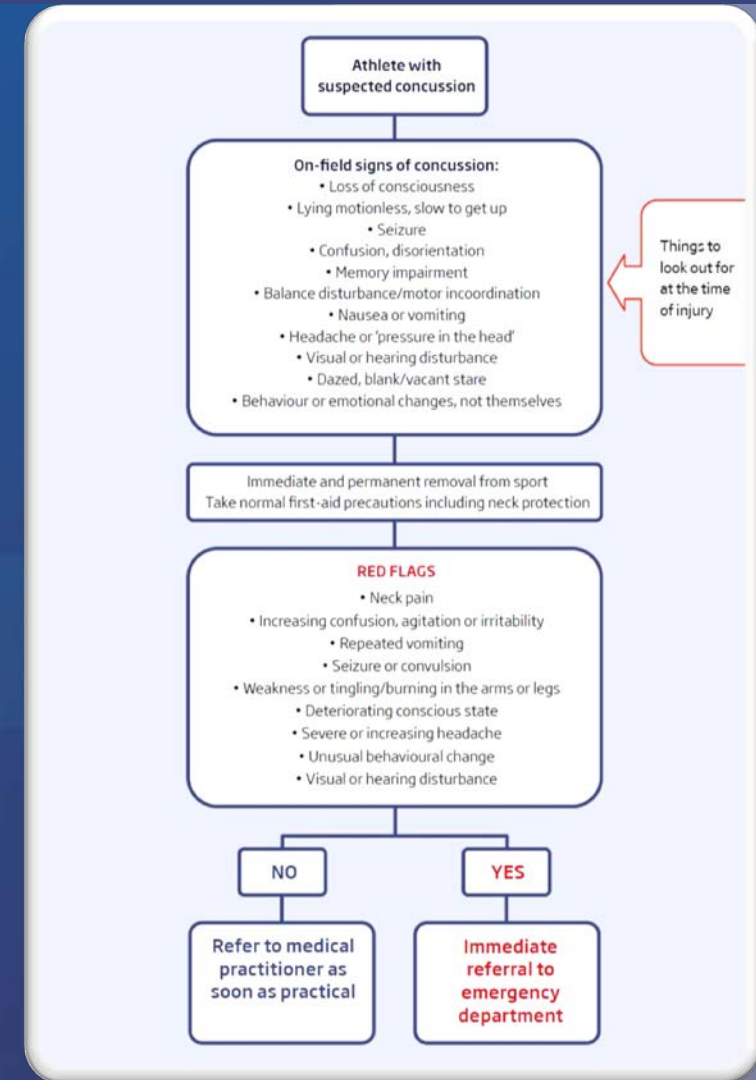 Athlete with
suspected concussion
On-field signs of concussion:
• Loss of consciousness
• Lying motionless, slow to get up
• Seizure
• Confusion, disorientation
• Memory impairment
• Balance disturbance/motor incoordination
• Nausea or vomiting
• Headache or 'pressure in the head'
• Visual or hearing disturbance
• Dazed, blank/vacant stare
• Behaviour or emotional changes, not themselves
Things to
look out for
at the time
of injury
Immediate and permanent removal from sport
Take normal first-aid precautions including neck protection
RED FLAGS
• Neck pain
• Increasing confusion, agitation or irritability
• Repeated vomiting
• Seizure or convulsion
• Weakness or tingling/burning in the arms or legs
• Deteriorating conscious state
• Severe or increasing headache
• Unusual behavioural change
• Visual or hearing disturbance
NO
YES
Refer to medical
practitioner as
soon as practical
Immediate
referral to
emergency
department